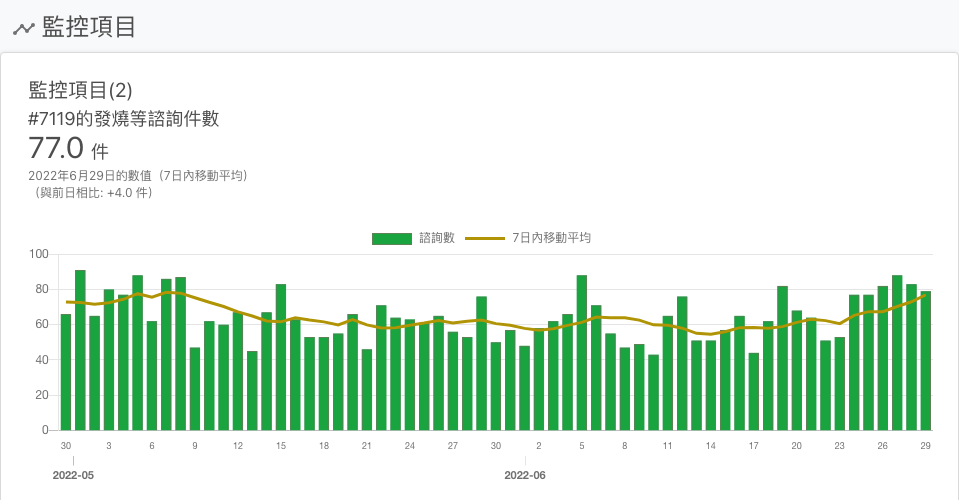 監控項目
監控項目(2)
#7119的發燒等諮詢件數
77.0 件
2022年6月29日的數值（7日內移動平均）
（與前日相比: +4.0 件）
諮詢數 7日內移動平均
100
80
60
40
20
0
30 3 6 9 12 15 18 21 24 27 30 2 5 8 11 14 17 20 23 26 29
2022-05 2022-06